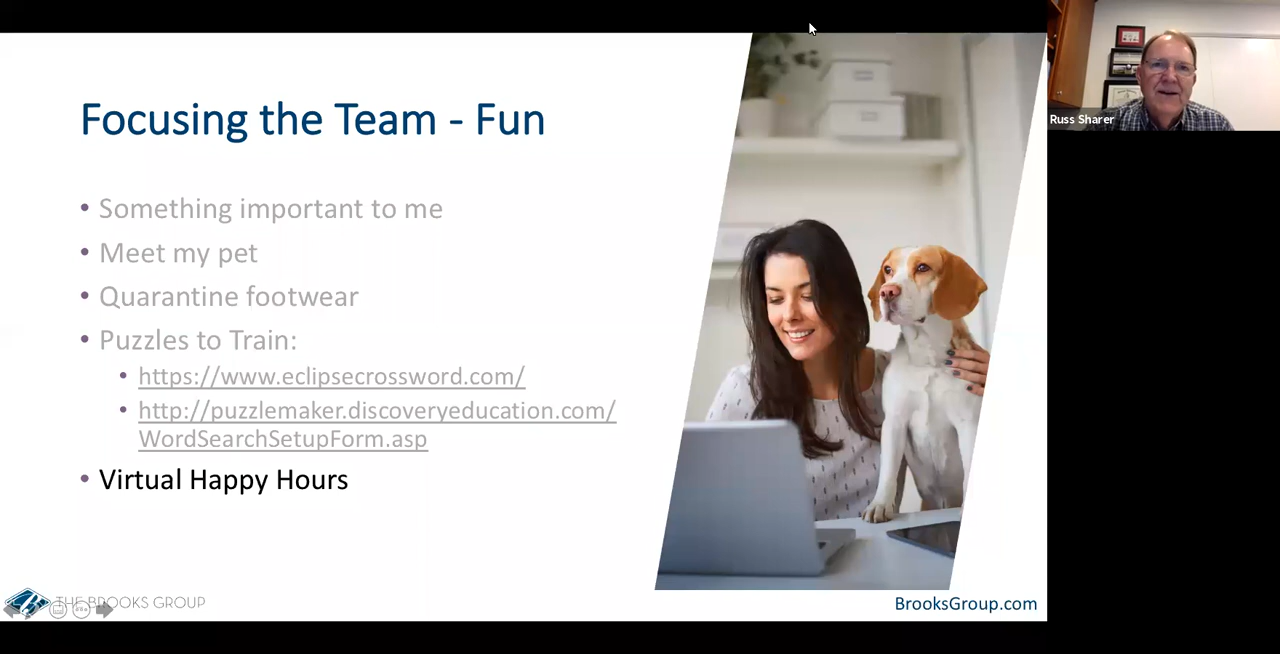 Focusing the Team - Fun
• Something important to me
• Meet my pet
• Quarantine footwear
• Puzzles to Train:
• https://www.eclipsecrossword.com/
• http://puzzlemaker.discoveryeducation.com/
WordSearchSetupForm.asp
• Virtual Happy Hours
THE BROOKS GROUP
BrooksGroup.com
Russ Sharer